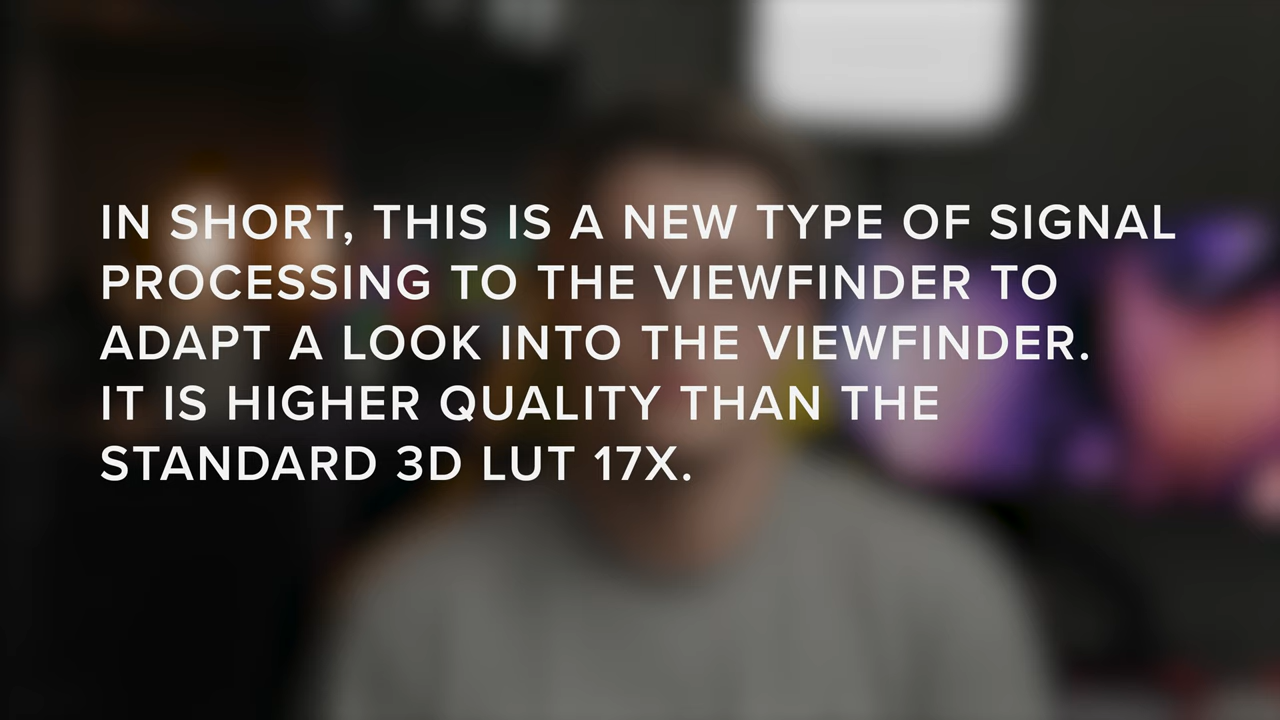 IN SHORT, THIS IS A NEW TYPE OF SIGNAL
PROCESSING TO THE VIEWFINDER TO
ADAPT A LOOK INTO THE VIEWFINDER.
IT IS HIGHER QUALITY THAN THE
STANDARD 3D LUT 17X.